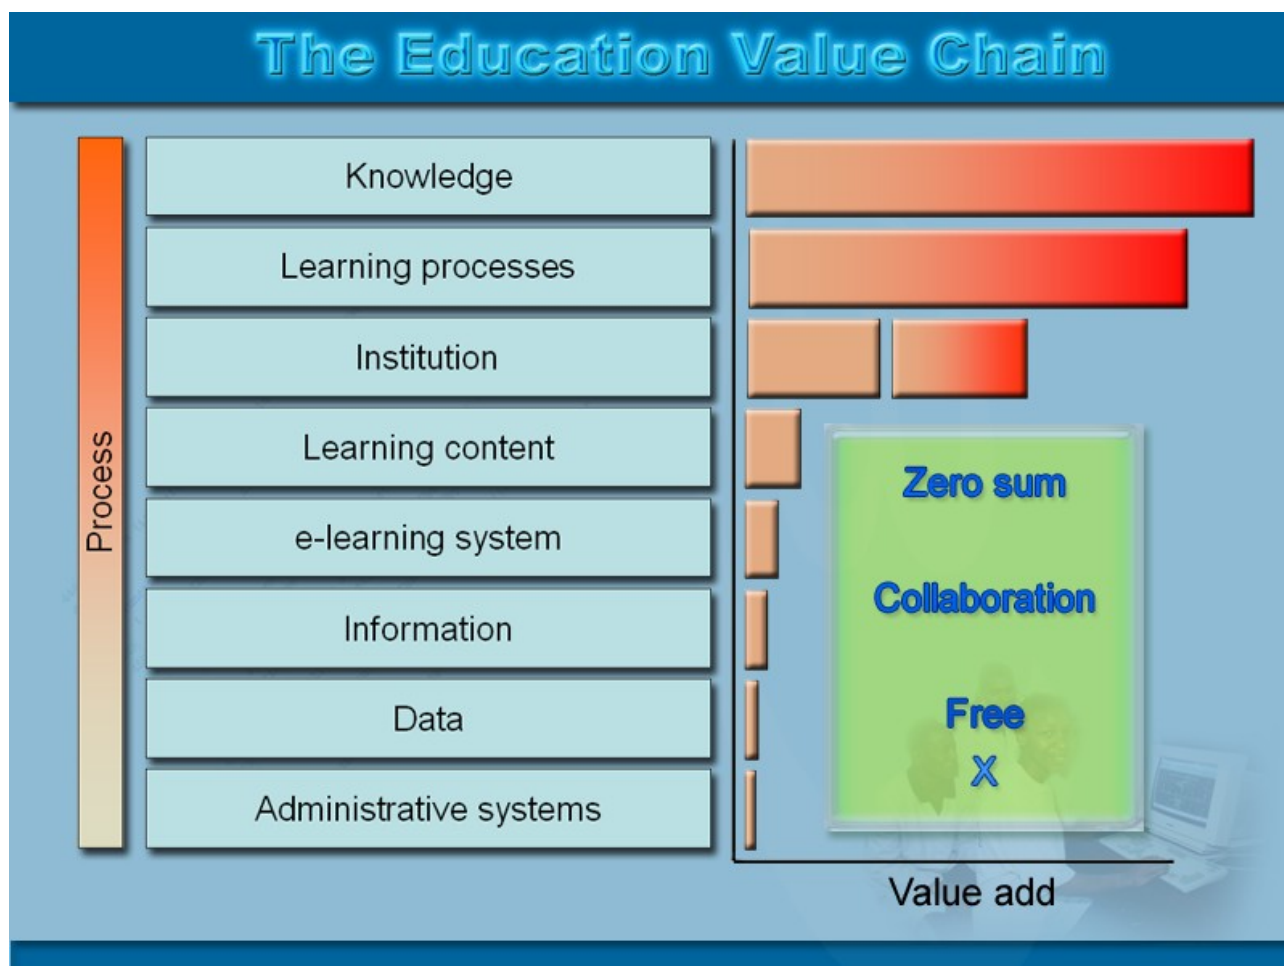 The Education Value Chain
Process
Knowledge
Learning processes
Institution
Learning content
e-learning system
Information
Data
Administrative systems
Zero sum
Collaboration
Free
X
Value add